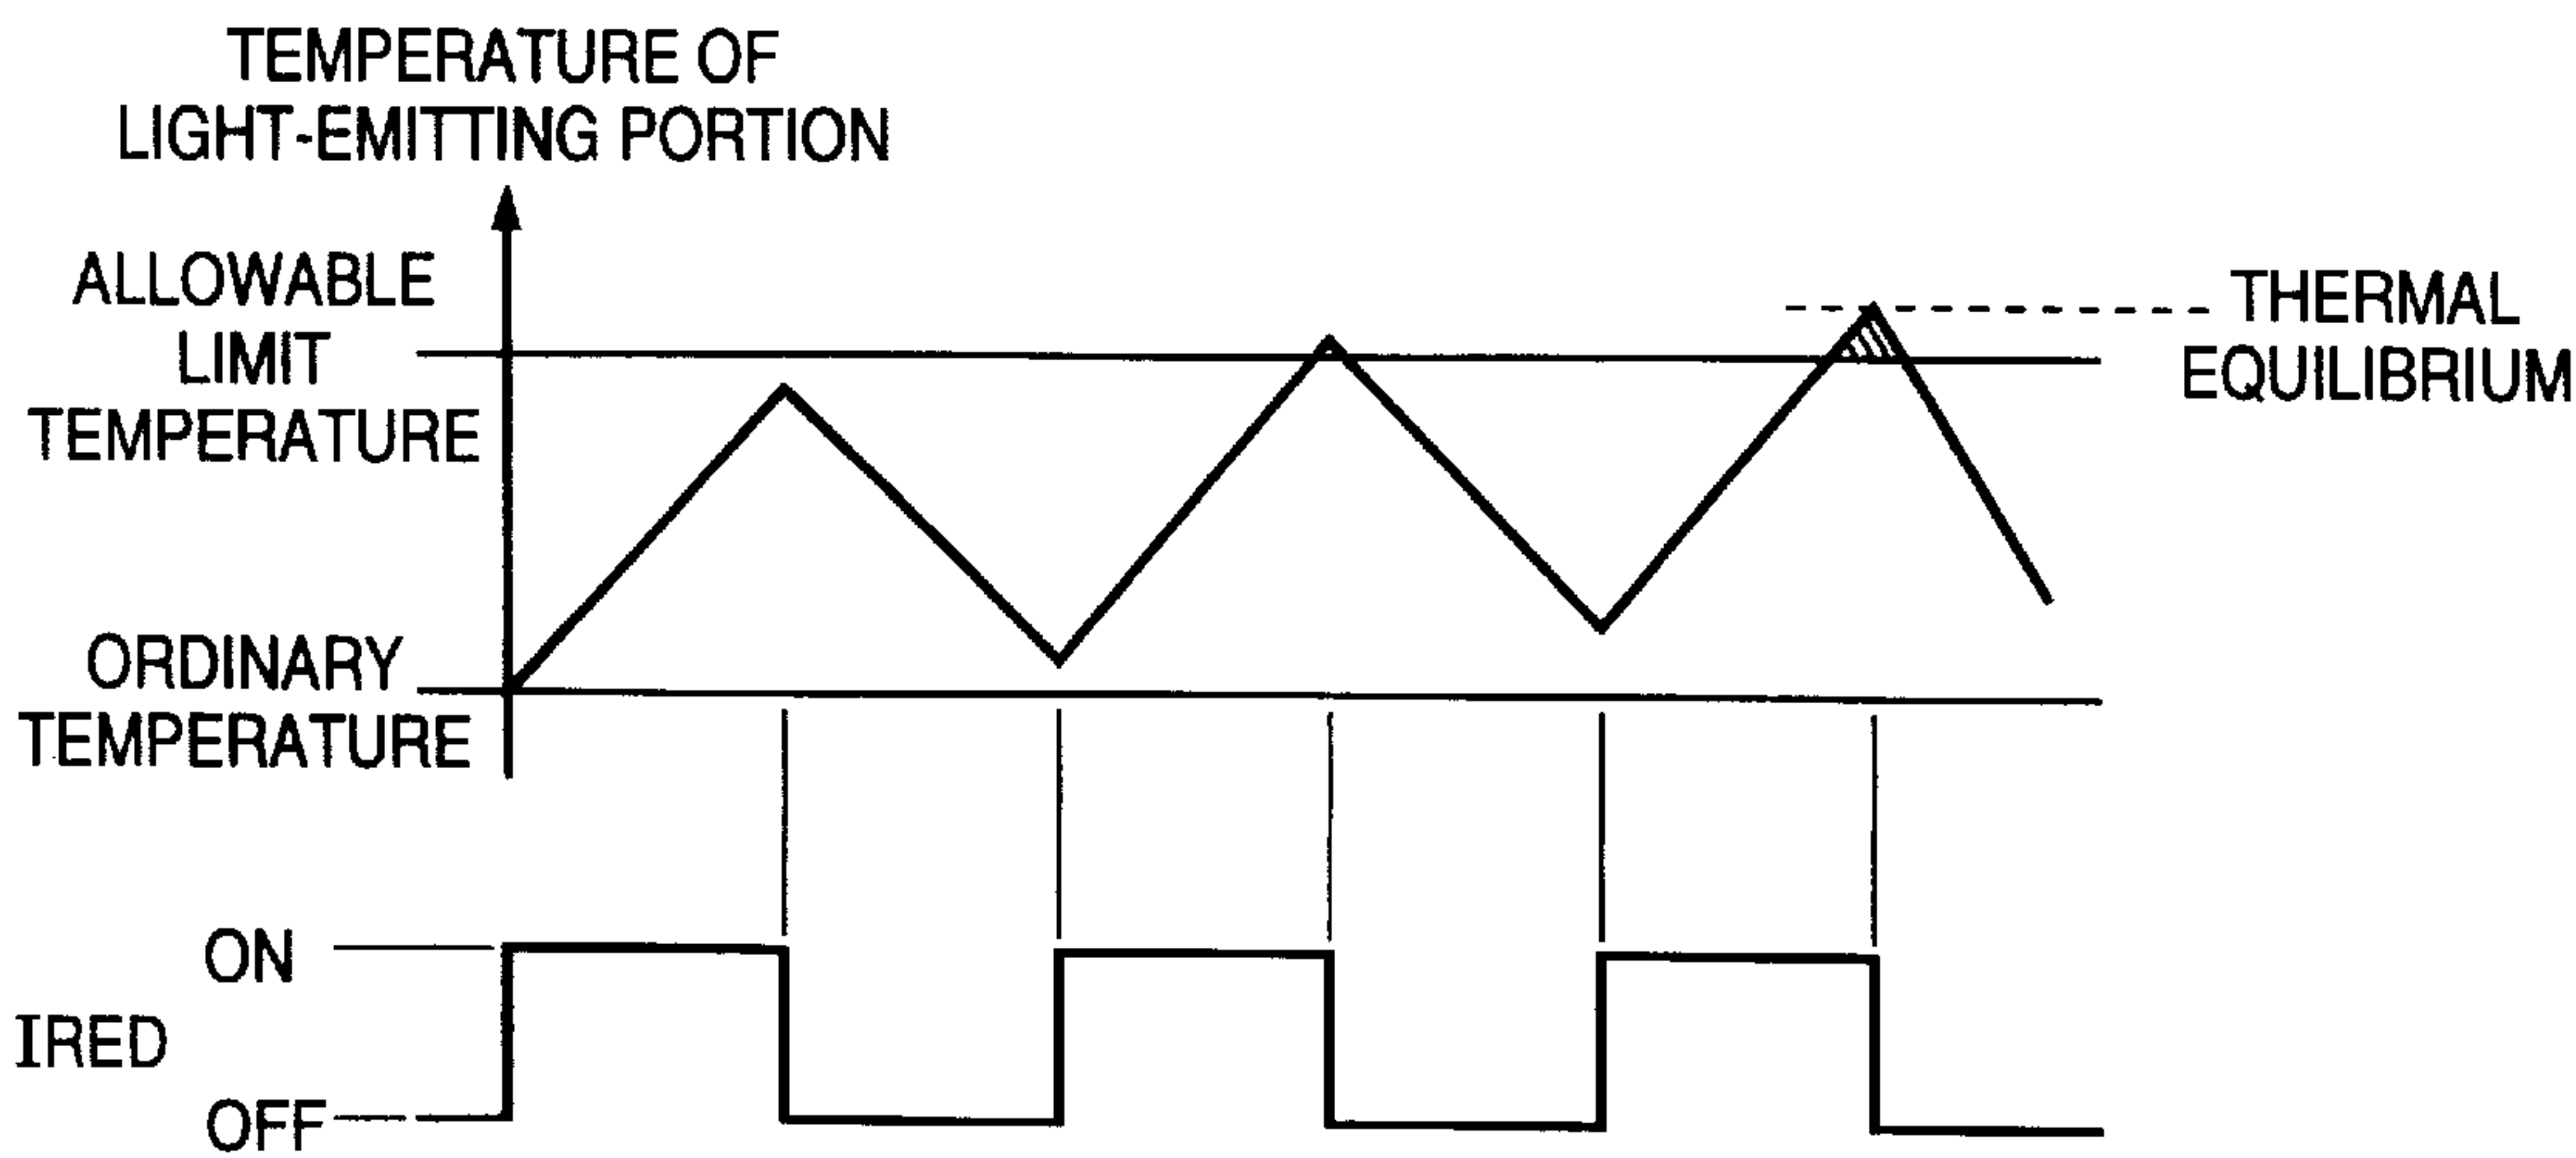 TEMPERATURE OF
LIGHT-EMITTING PORTION
ALLOWABLE
LIMIT
TEMPERATURE
THERMAL
EQUILIBRIUM
ORDINARY
TEMPERATURE
ON
IRED
OFF